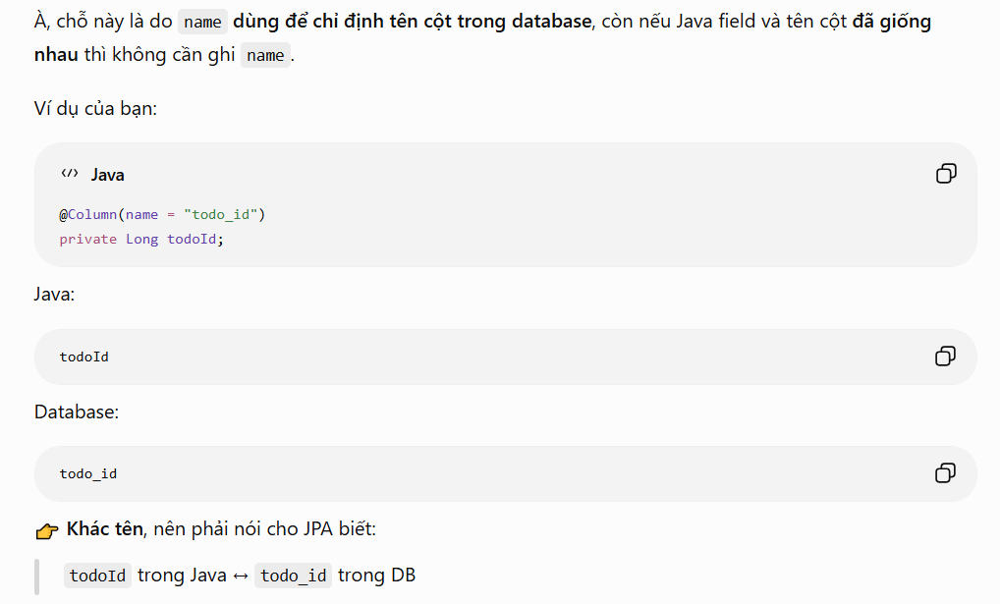 À, chỗ này là do name dùng để chỉ định tên cột trong database, còn nếu Java field và tên cột đã giống
nhau thì không cần ghi name.
Ví dụ của bạn:
</> Java
@Column(name = "todo_id")
private Long todoId;
Java:
todoId
Database:
todo_id
👉 Khác tên, nên phải nói cho JPA biết:
todoId trong Java ↔ todo_id trong DB